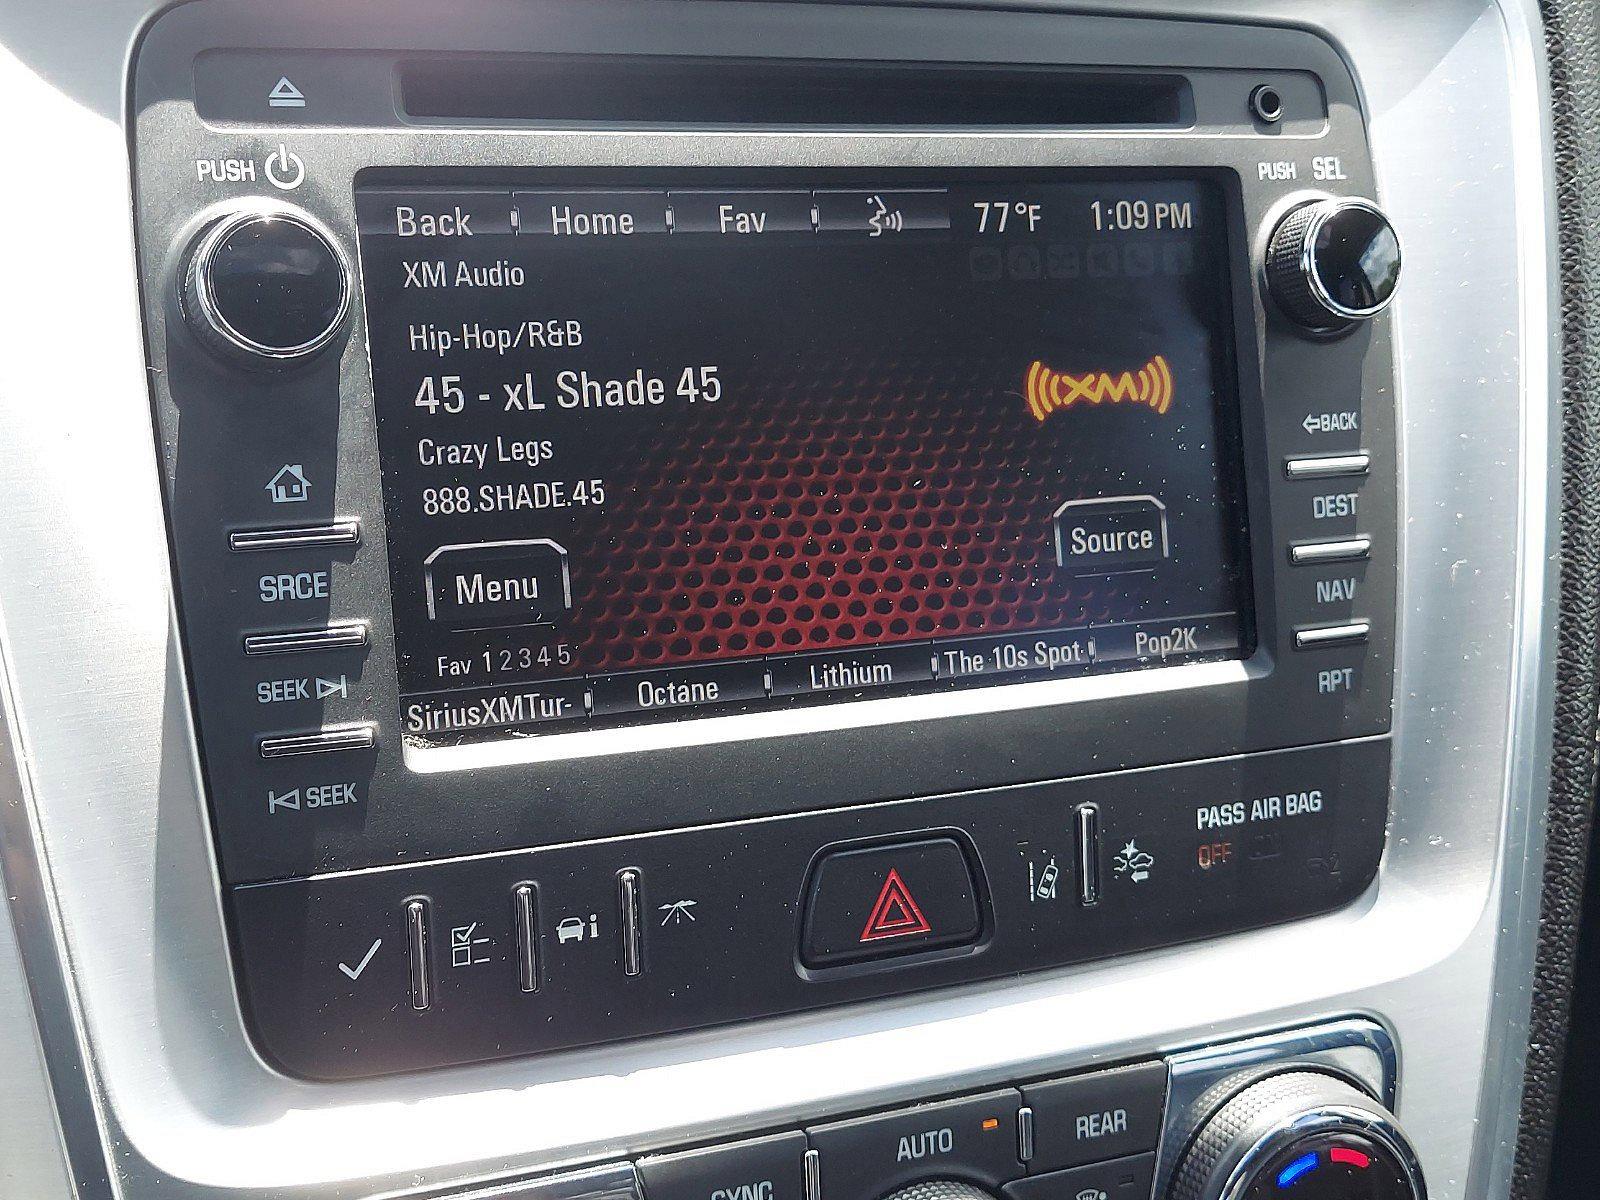 PUSH
PUSH SEL
Back Home Fav 77°F 1:09 PM
XM Audio
Hip-Hop/R&B
45 - xL Shade 45
XM
Crazy Legs
888.SHADE.45
Menu
Source
Fav 1 2 3 4 5
SiriusXMTur- Octane Lithium The 10s Spot Pop2K
SRCE
SEEK
SEEK
BACK
DEST
NAV
RPT
PASS AIR BAG
OFF
i
SYNC
AUTO
REAR